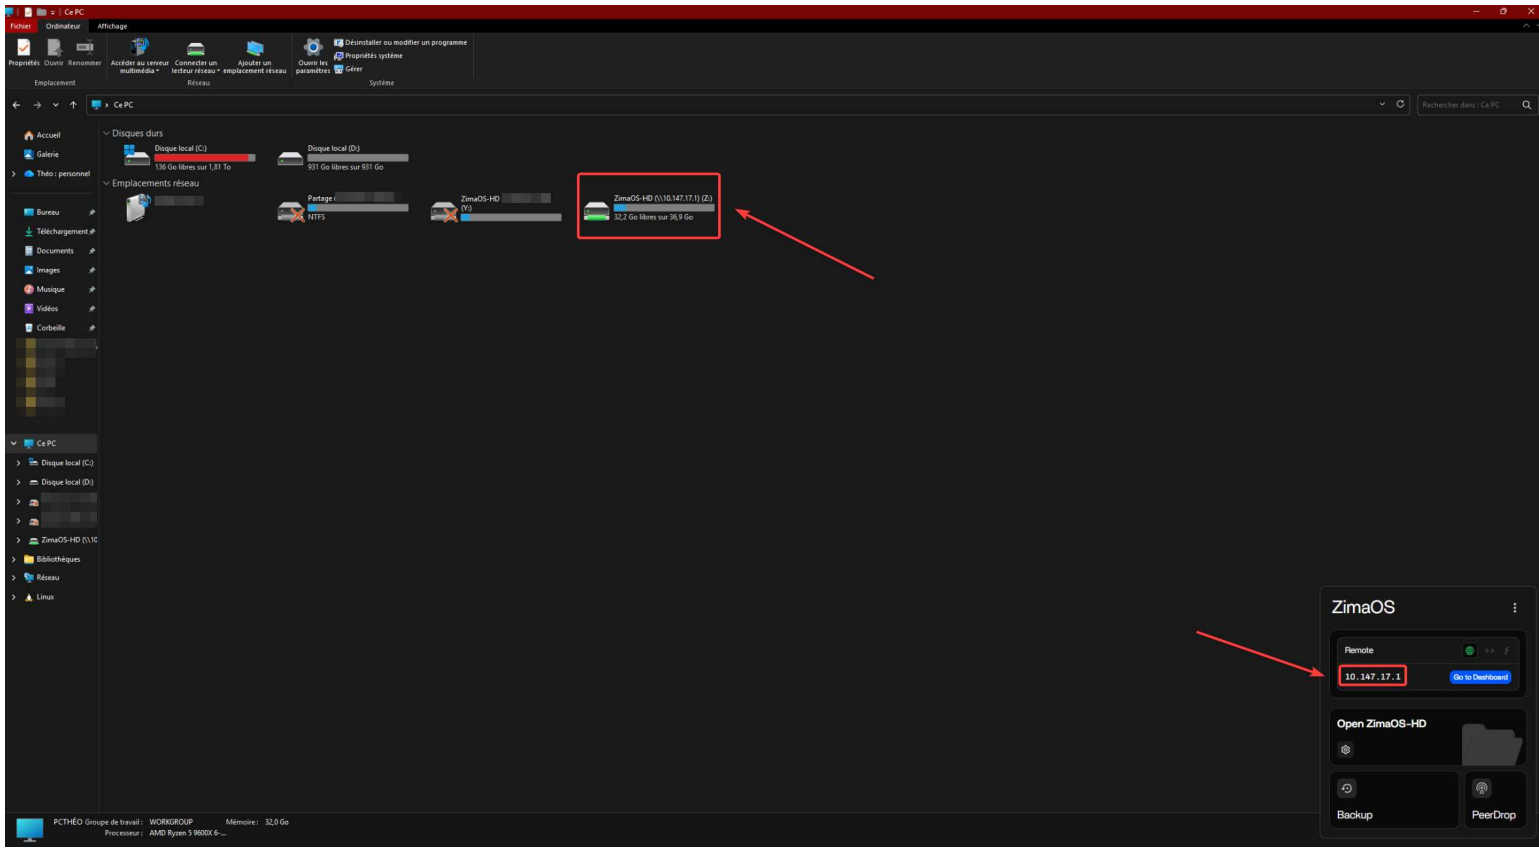 Ce PC
Fichier Ordinateur Affichage
Propriétés Ouvrir Renommer
Accéder au serveur multimédia
Connecter un lecteur réseau
Ajouter un emplacement réseau
Ouvrir les paramètres
Désinstaller ou modifier un programme
Propriétés système
Gérer
Emplacement Réseau Système
Ce PC
Rechercher dans : Ce PC
Accueil
Galerie
Théo : personnel
Bureau
Téléchargement
Documents
Images
Musique
Vidéos
Corbeille
Ce PC
Disque local (C:)
Disque local (D:)
ZimaOS-HD (\\10
Bibliothèques
Réseau
Linux
Disques durs
Disque local (C:)
136 Go libres sur 1,81 To
Disque local (D:)
931 Go libres sur 931 Go
Emplacements réseau
Partage
NTFS
ZimaOS-HD
(Y:)
ZimaOS-HD (\\10.147.17.1) (Z:)
32,2 Go libres sur 36,9 Go
ZimaOS
Remote
10.147.17.1
Go to Dashboard
Open ZimaOS-HD
Backup
PeerDrop
PCTHÉO Groupe de travail : WORKGROUP Mémoire : 32,0 Go
Processeur : AMD Ryzen 5 9600X 6-...